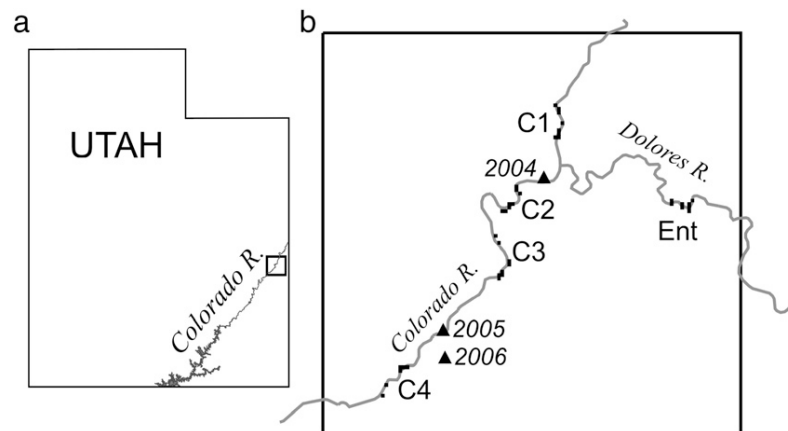 a
UTAH
Colorado R.
b
C1
2004
Dolores R.
C2
Ent
C3
Colorado R.
2005
2006
C4